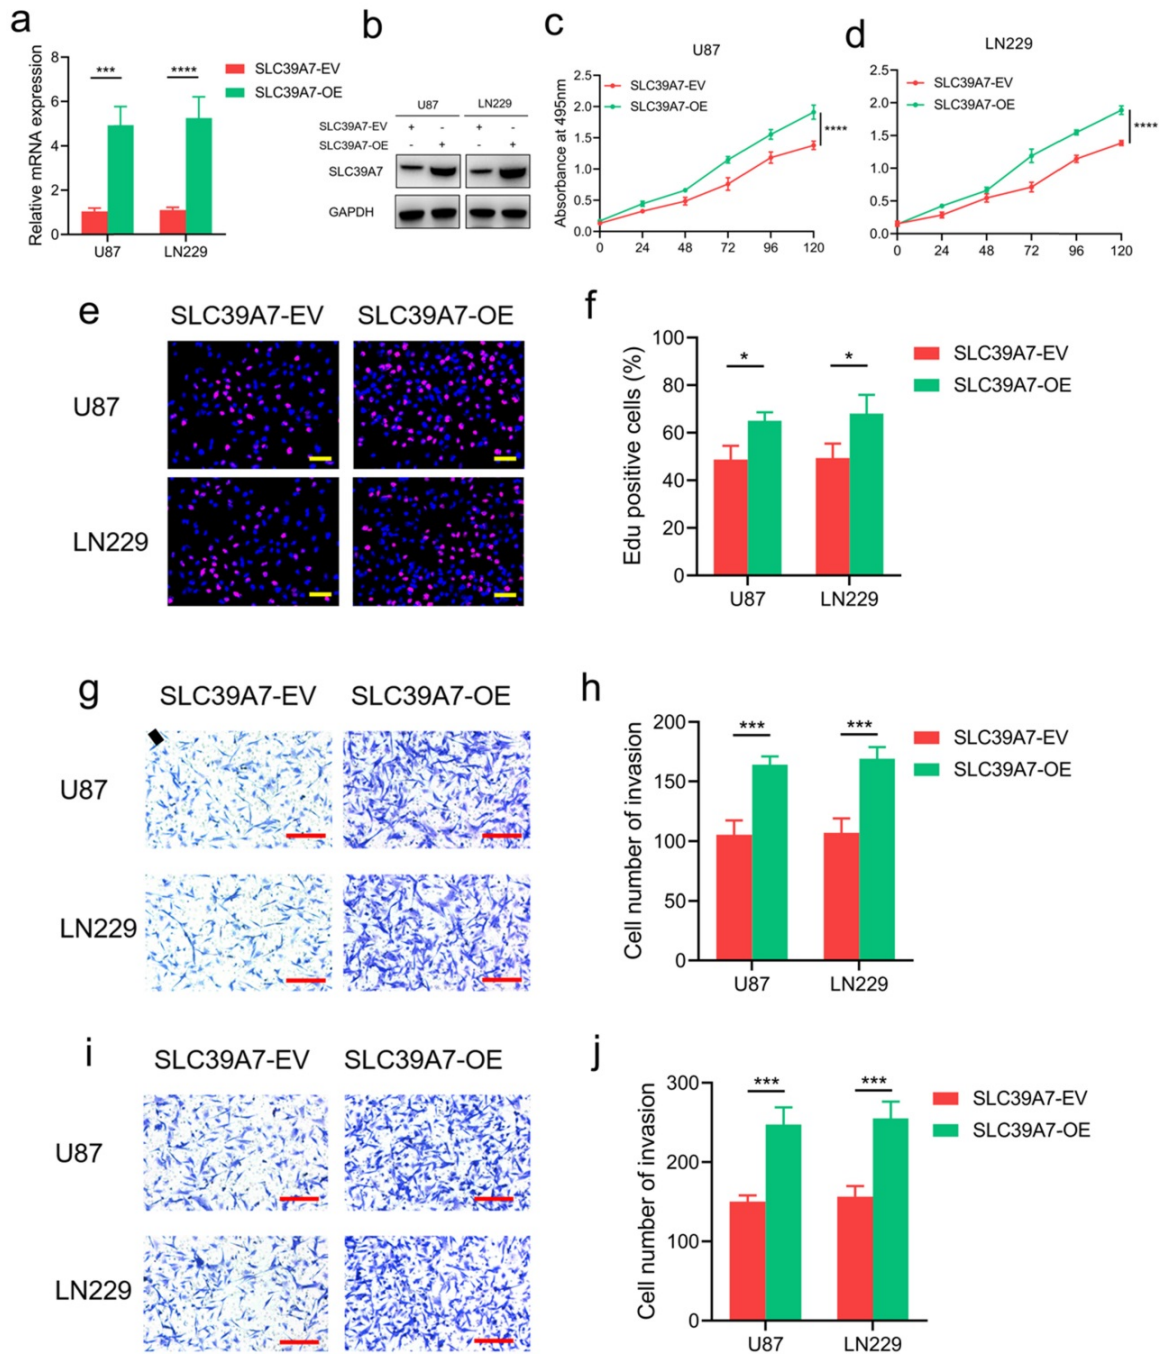 a
Relative mRNA expression
8
6
4
2
0
***
****
U87
LN229
SLC39A7-EV
SLC39A7-OE
b
U87
LN229
SLC39A7-EV
+
-
+
-
SLC39A7-OE
-
+
-
+
SLC39A7
GAPDH
c
U87
Absorbance at 495nm
2.5
2.0
1.5
1.0
0.5
0.0
SLC39A7-EV
SLC39A7-OE
****
0
24
48
72
96
120
d
LN229
2.5
2.0
1.5
1.0
0.5
0.0
SLC39A7-EV
SLC39A7-OE
****
0
24
48
72
96
120
e
SLC39A7-EV
SLC39A7-OE
U87
LN229
f
Edu positive cells (%)
100
80
60
40
20
0
*
*
U87
LN229
SLC39A7-EV
SLC39A7-OE
g
SLC39A7-EV
SLC39A7-OE
U87
LN229
h
Cell number of invasion
200
150
100
50
0
***
***
U87
LN229
SLC39A7-EV
SLC39A7-OE
i
SLC39A7-EV
SLC39A7-OE
U87
LN229
j
Cell number of invasion
300
200
100
0
***
***
U87
LN229
SLC39A7-EV
SLC39A7-OE